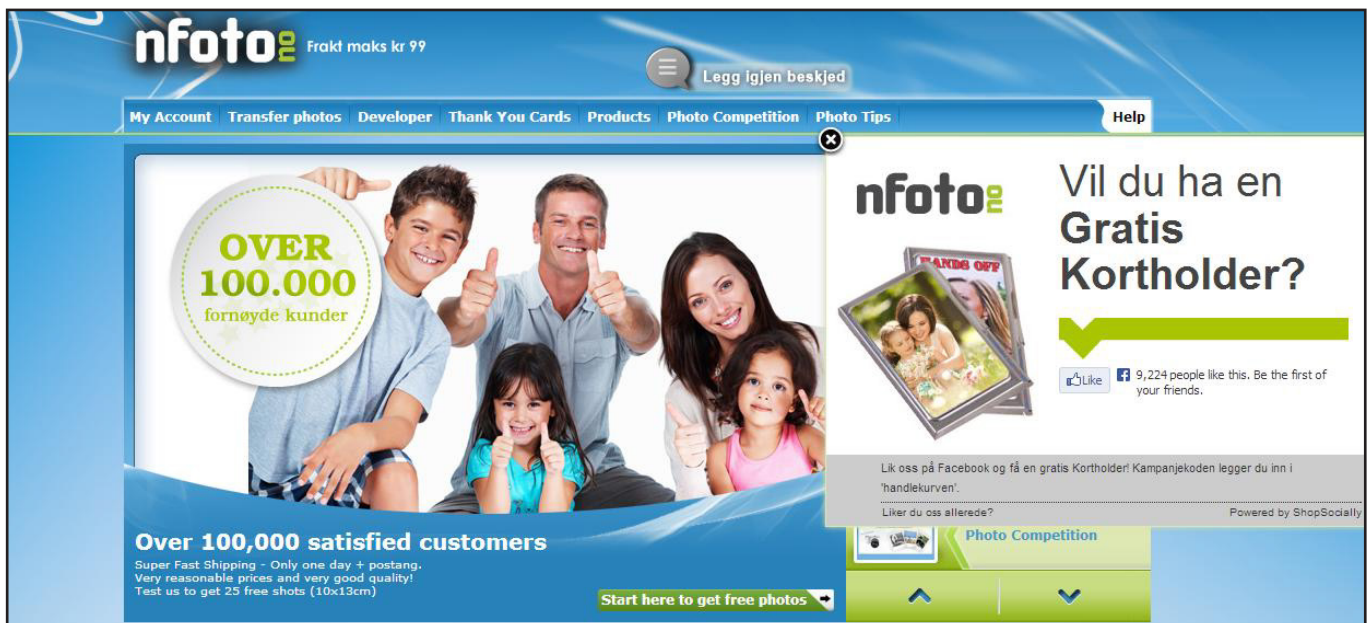 nfoto no Frakt maks kr 99
Legg igjen beskjed
My Account Transfer photos Developer Thank You Cards Products Photo Competition Photo Tips Help
OVER
100.000
fornøyde kunder
nfoto no
HANDS OFF
Vil du ha en
Gratis
Kortholder?
Like 9,224 people like this. Be the first of
your friends.
Lik oss på Facebook og få en gratis Kortholder! Kampanjekoden legger du inn i
'handlekurven'.
Liker du oss allerede? Powered by ShopSocially
Over 100,000 satisfied customers
Super Fast Shipping - Only one day + postang.
Very reasonable prices and very good quality!
Test us to get 25 free shots (10x13cm)
Start here to get free photos
Photo Competition